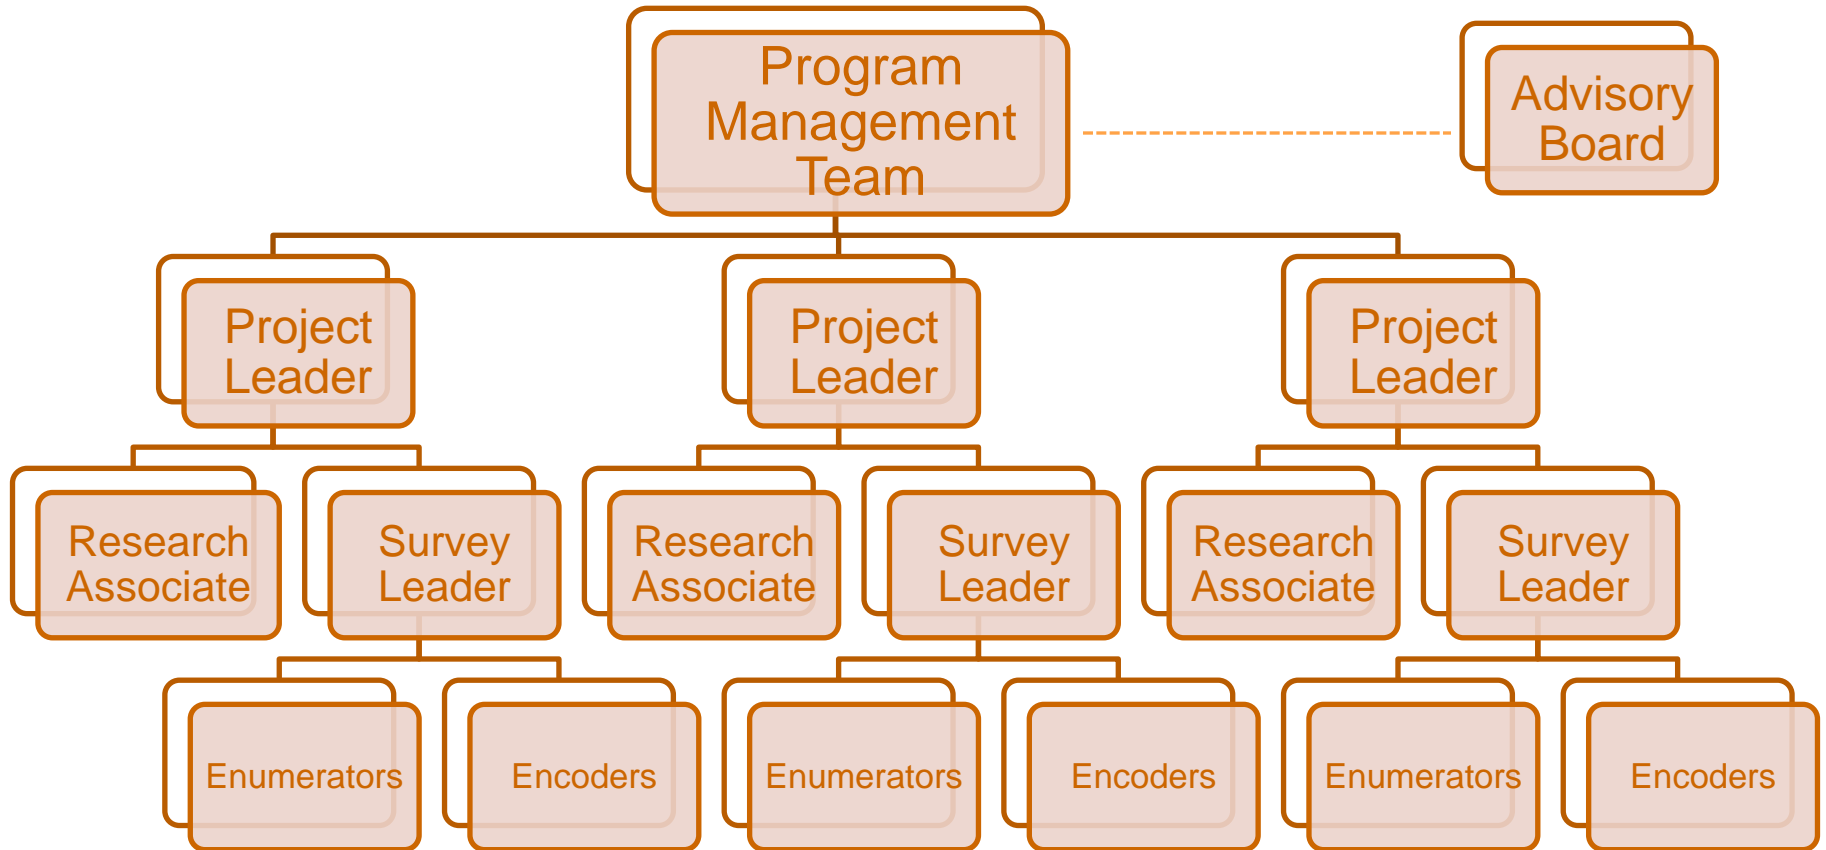 Program
Management
Team
Advisory
Board
Project
Leader
Project
Leader
Project
Leader
Research
Associate
Survey
Leader
Research
Associate
Survey
Leader
Research
Associate
Survey
Leader
Enumerators
Encoders
Enumerators
Encoders
Enumerators
Encoders